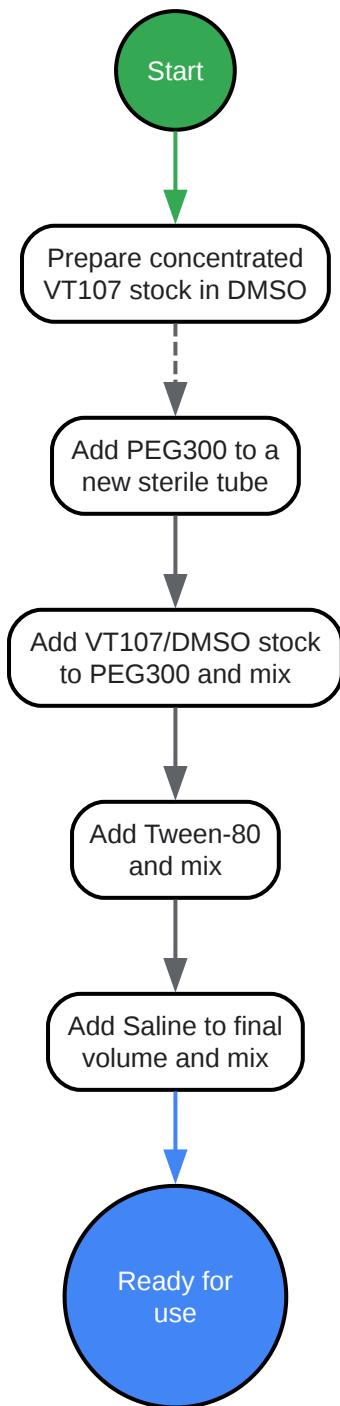 Start
Prepare concentrated
VT107 stock in DMSO
Add PEG300 to a
new sterile tube
Add VT107/DMSO stock
to PEG300 and mix
Add Tween-80
and mix
Add Saline to final
volume and mix
Ready for
use